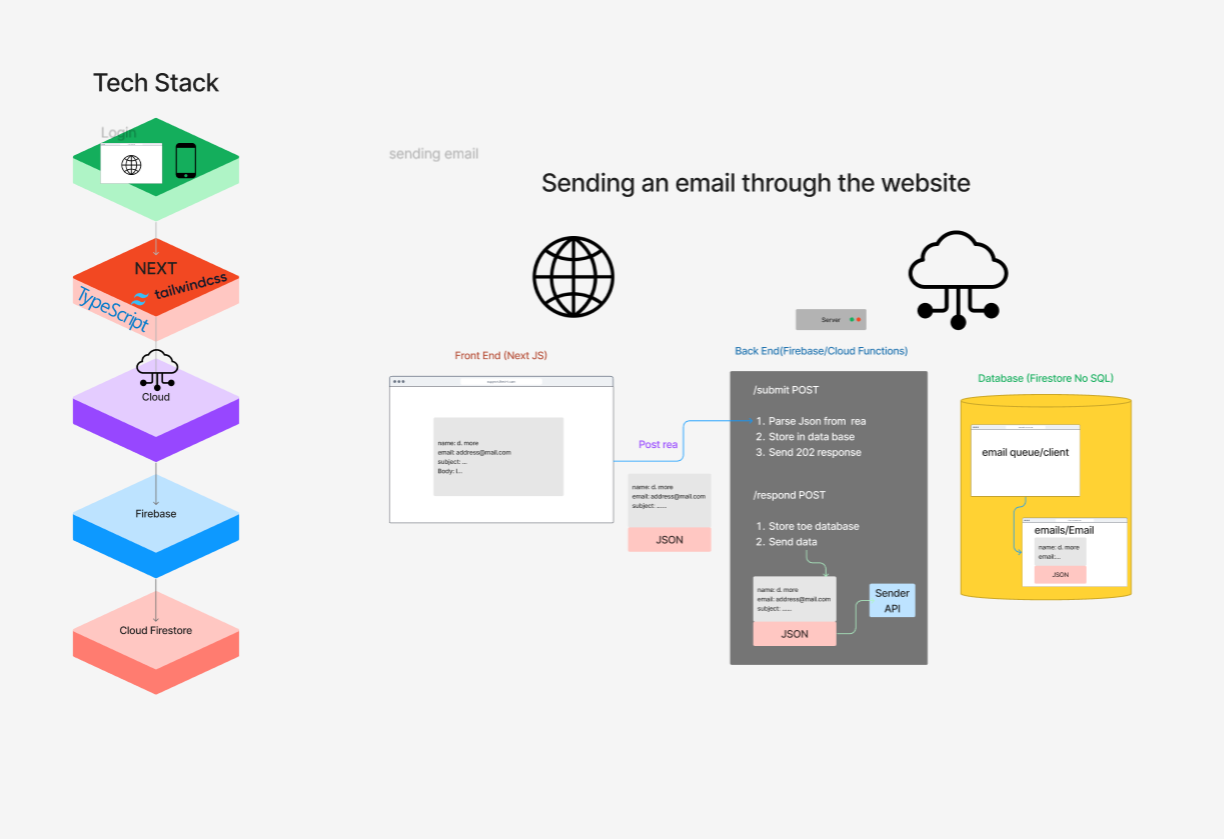 Tech Stack
Login
NEXT
tailwindcss
TypeScript
Cloud
Firebase
Cloud Firestore
sending email
Sending an email through the website
Server
Front End (Next JS)
name: d. more
email: address@mail.com
subject: ...
Body: I...
Post rea
name: d. more
email: address@mail.com
subject: ......
JSON
Back End(Firebase/Cloud Functions)
/submit POST
1. Parse Json from rea
2. Store in data base
3. Send 202 response
/respond POST
1. Store toe database
2. Send data
name: d. more
email: address@mail.com
subject: ......
JSON
Sender
API
Database (Firestore No SQL)
email queue/client
emails/Email
name: d. more
email:...
JSON